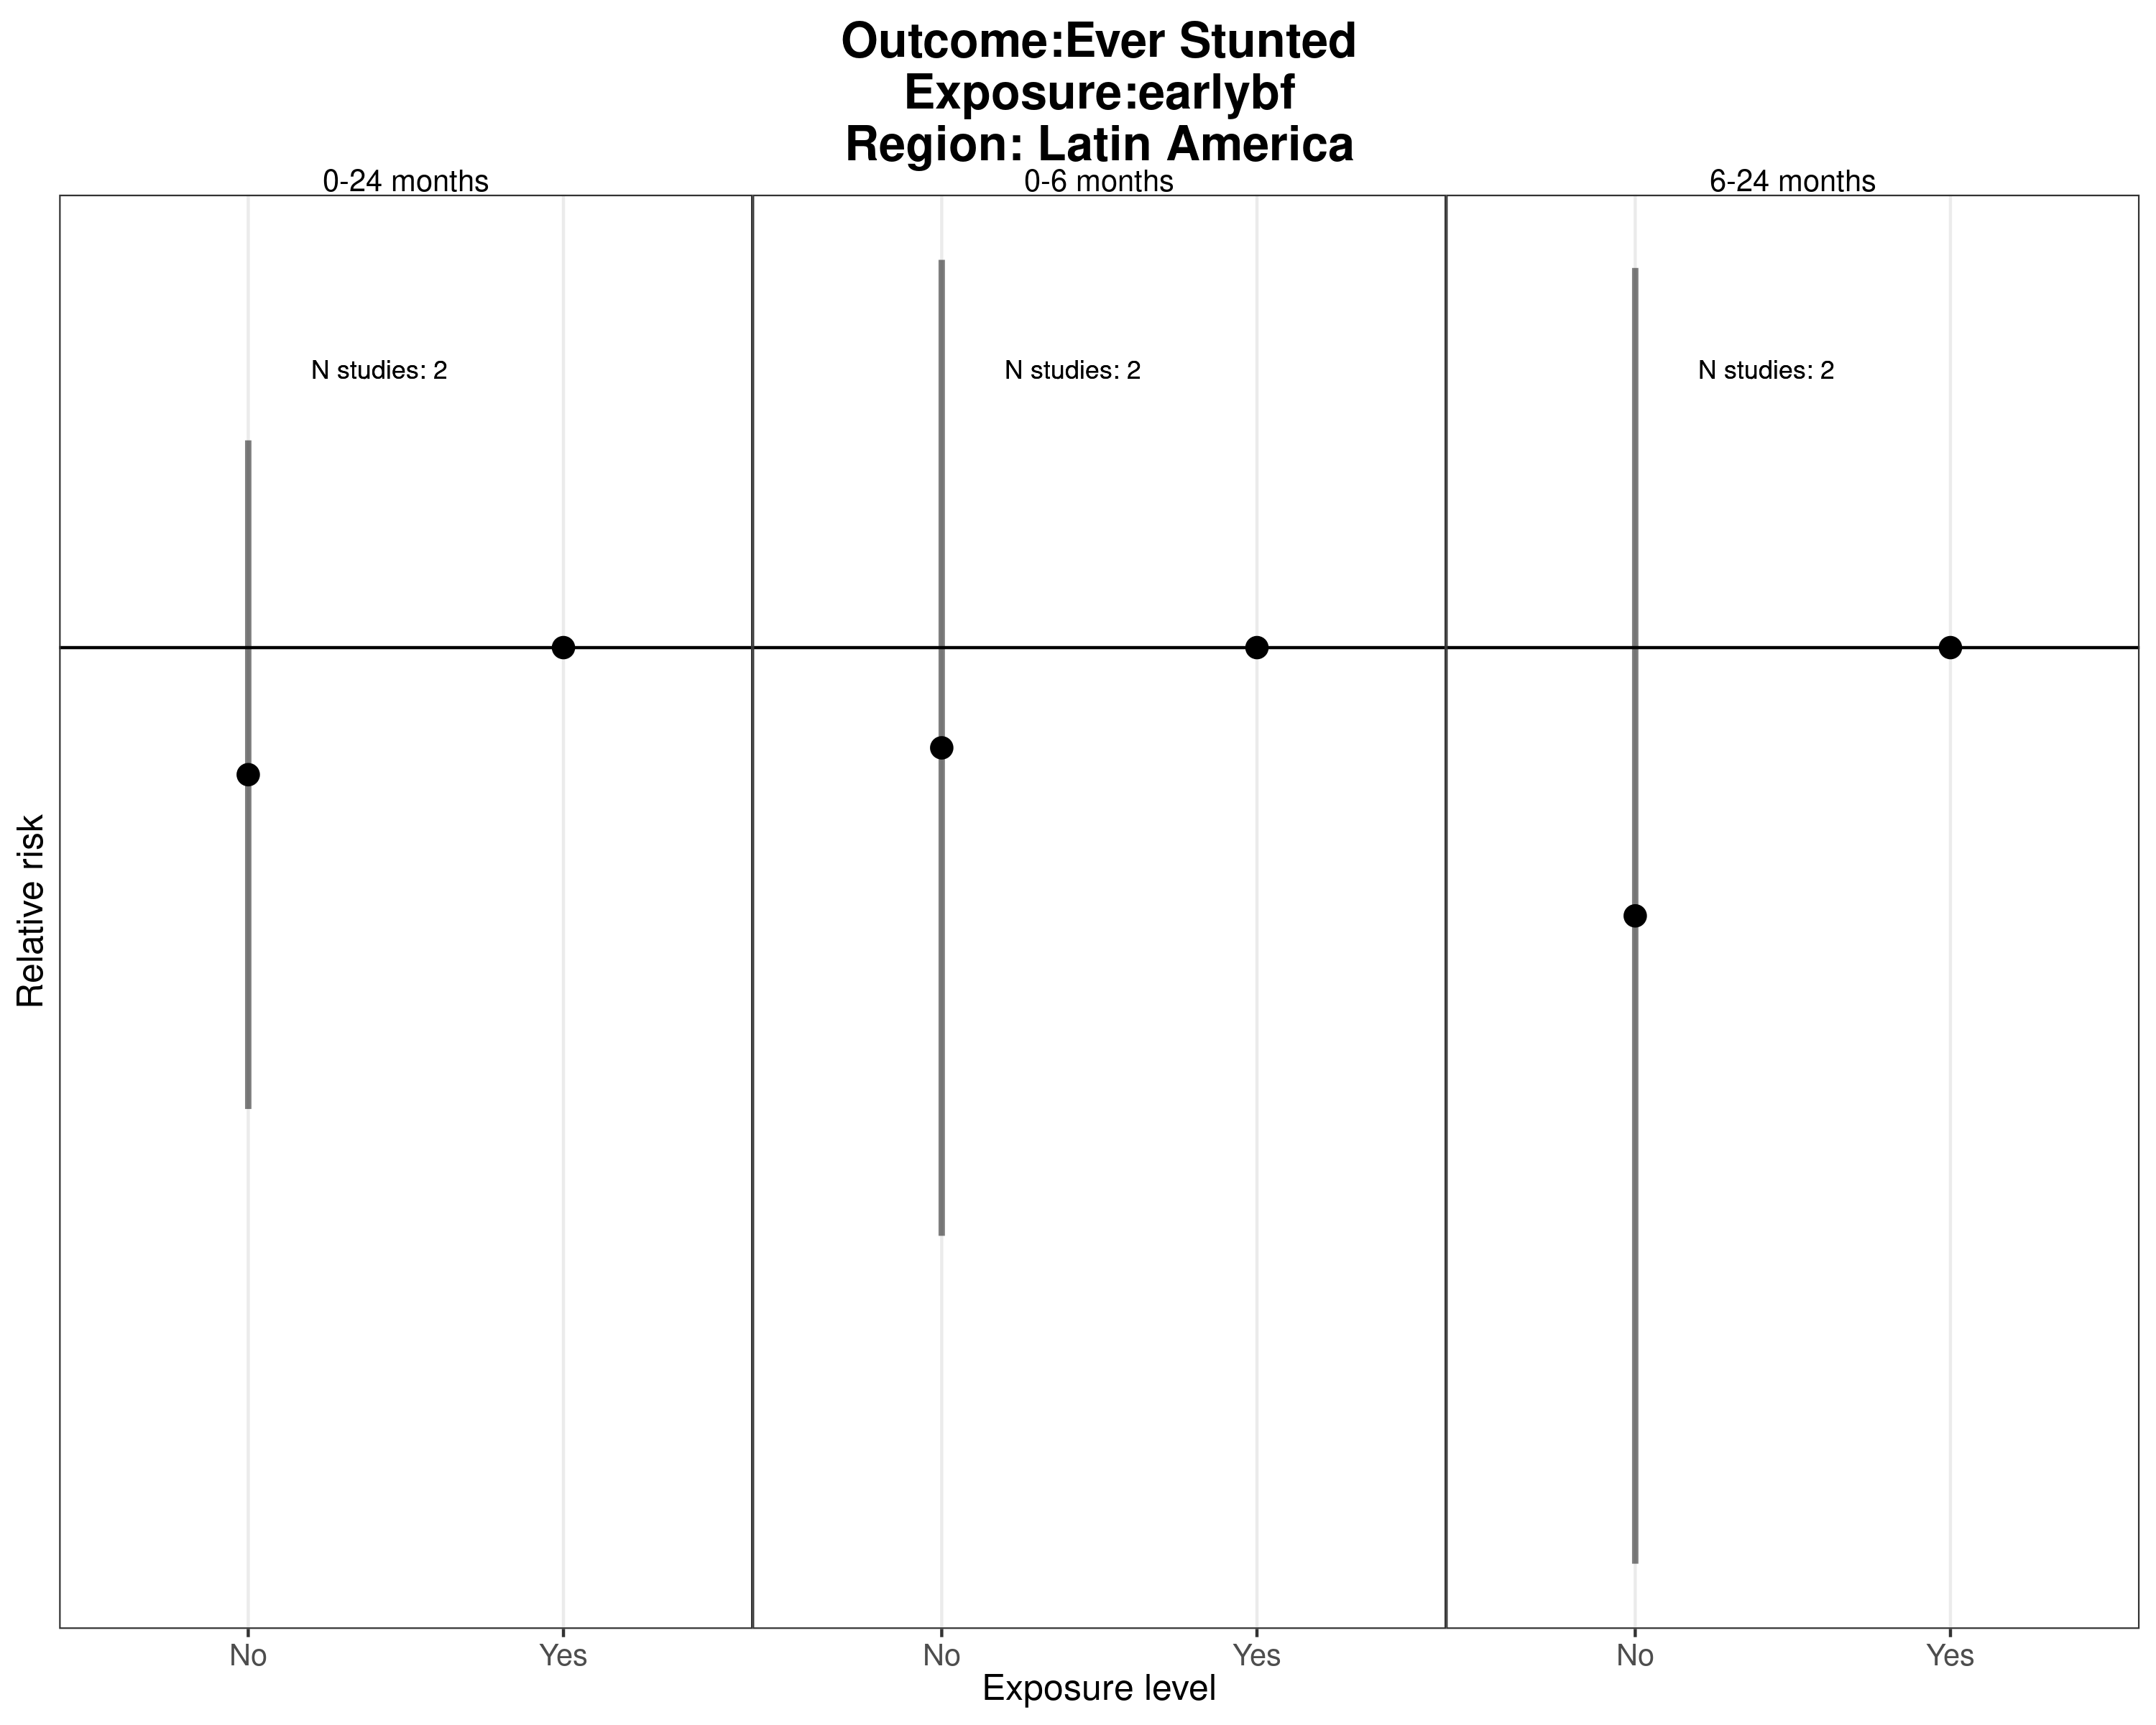 Outcome:Ever Stunted
Exposure:earlybf
Region: Latin America
0-24 months
0-6 months
6-24 months
N studies: 2
N studies: 2
N studies: 2
Relative risk
No
Yes
No
Yes
No
Yes
Exposure level